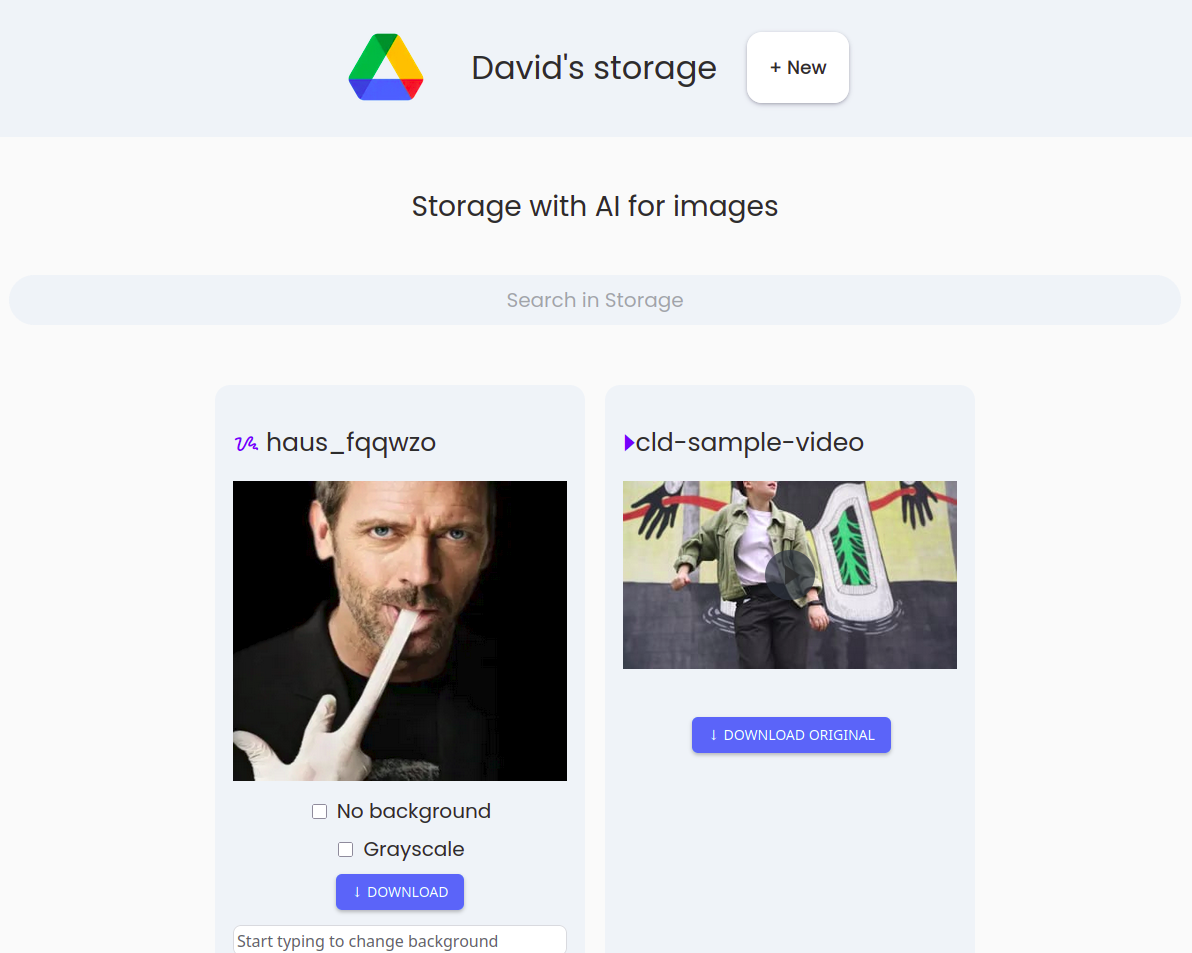 David's storage
+ New
Storage with AI for images
Search in Storage
haus_fqqwzo
cld-sample-video
No background
Grayscale
↓ DOWNLOAD
Start typing to change background
↓ DOWNLOAD ORIGINAL